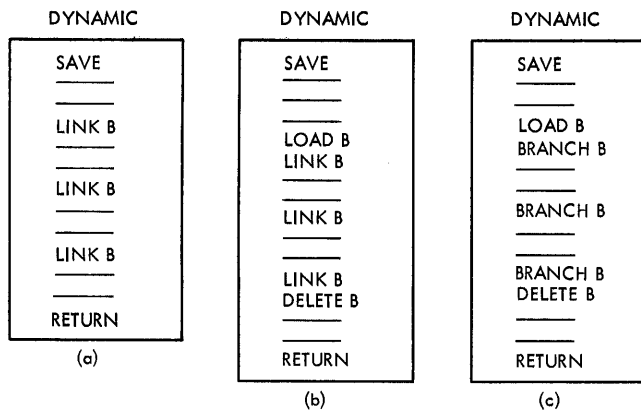 DYNAMIC
SAVE
LINK B
LINK B
LINK B
RETURN
(a)
DYNAMIC
SAVE
LOAD B
LINK B
LINK B
LINK B
DELETE B
RETURN
(b)
DYNAMIC
SAVE
LOAD B
BRANCH B
BRANCH B
BRANCH B
DELETE B
RETURN
(c)